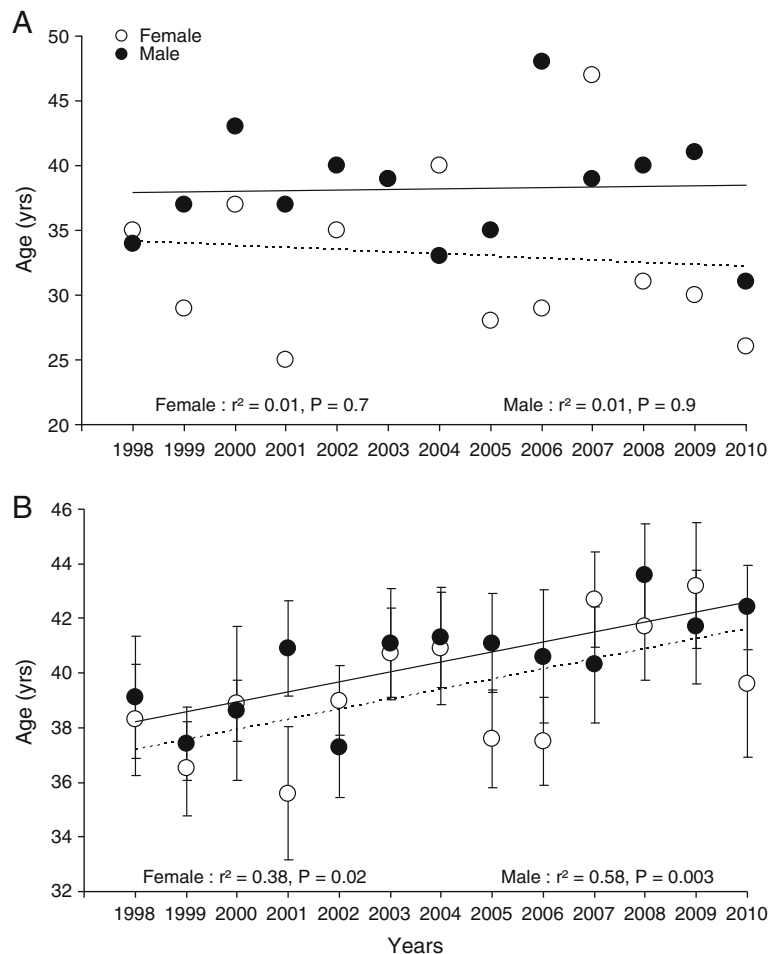 A
Female
Male
50
45
40
35
30
25
20
Age (yrs)
Female : r² = 0.01, P = 0.7
Male : r² = 0.01, P = 0.9
1998 1999 2000 2001 2002 2003 2004 2005 2006 2007 2008 2009 2010
B
46
44
42
40
38
36
34
32
Age (yrs)
Female : r² = 0.38, P = 0.02
Male : r² = 0.58, P = 0.003
1998 1999 2000 2001 2002 2003 2004 2005 2006 2007 2008 2009 2010
Years